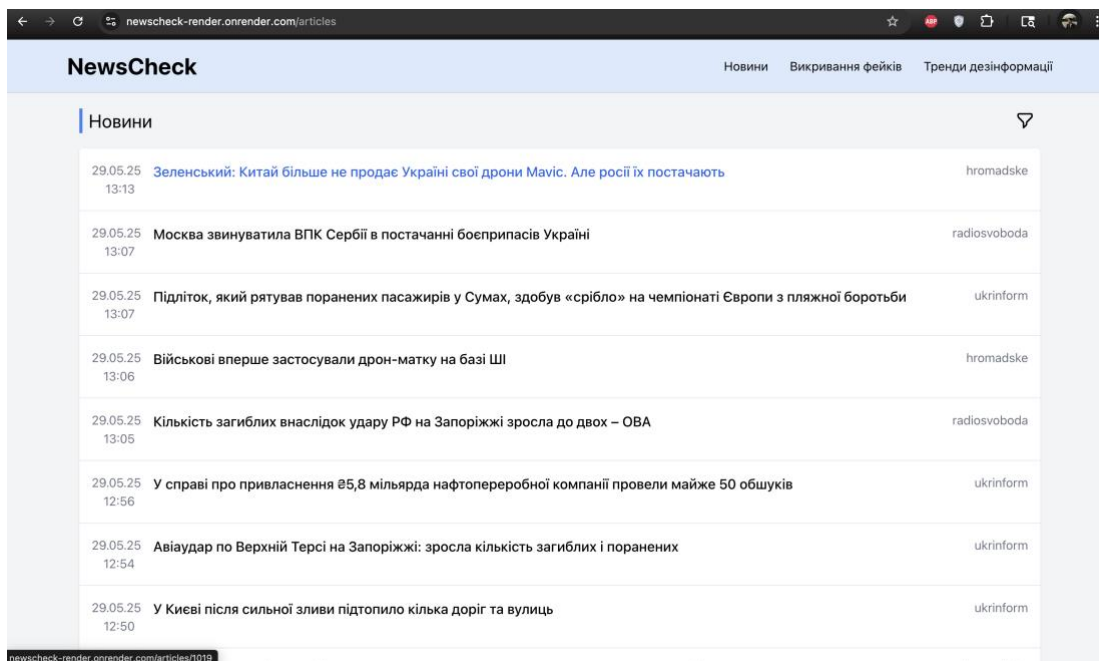 newscheck-render.onrender.com/articles
ABP
NewsCheck
Новини Викривання фейків Тренди дезінформації
Новини
29.05.25 Зеленський: Китай більше не продає Україні свої дрони Mavic. Але росії їх постачають hromadske
13:13
29.05.25 Москва звинуватила ВПК Сербії в постачанні боєприпасів Україні radiosvoboda
13:07
29.05.25 Підліток, який рятував поранених пасажирів у Сумах, здобув «срібло» на чемпіонаті Європи з пляжної боротьби ukrinform
13:07
29.05.25 Військові вперше застосували дрон-матку на базі ШІ hromadske
13:06
29.05.25 Кількість загиблих внаслідок удару РФ на Запоріжжі зросла до двох – ОВА radiosvoboda
13:05
29.05.25 У справі про привласнення ₴5,8 мільярда нафтопереробної компанії провели майже 50 обшуків ukrinform
12:56
29.05.25 Авіаудар по Верхній Терсі на Запоріжжі: зросла кількість загиблих і поранених ukrinform
12:54
29.05.25 У Києві після сильної зливи підтопило кілька доріг та вулиць ukrinform
12:50
newscheck-render.onrender.com/articles/1019